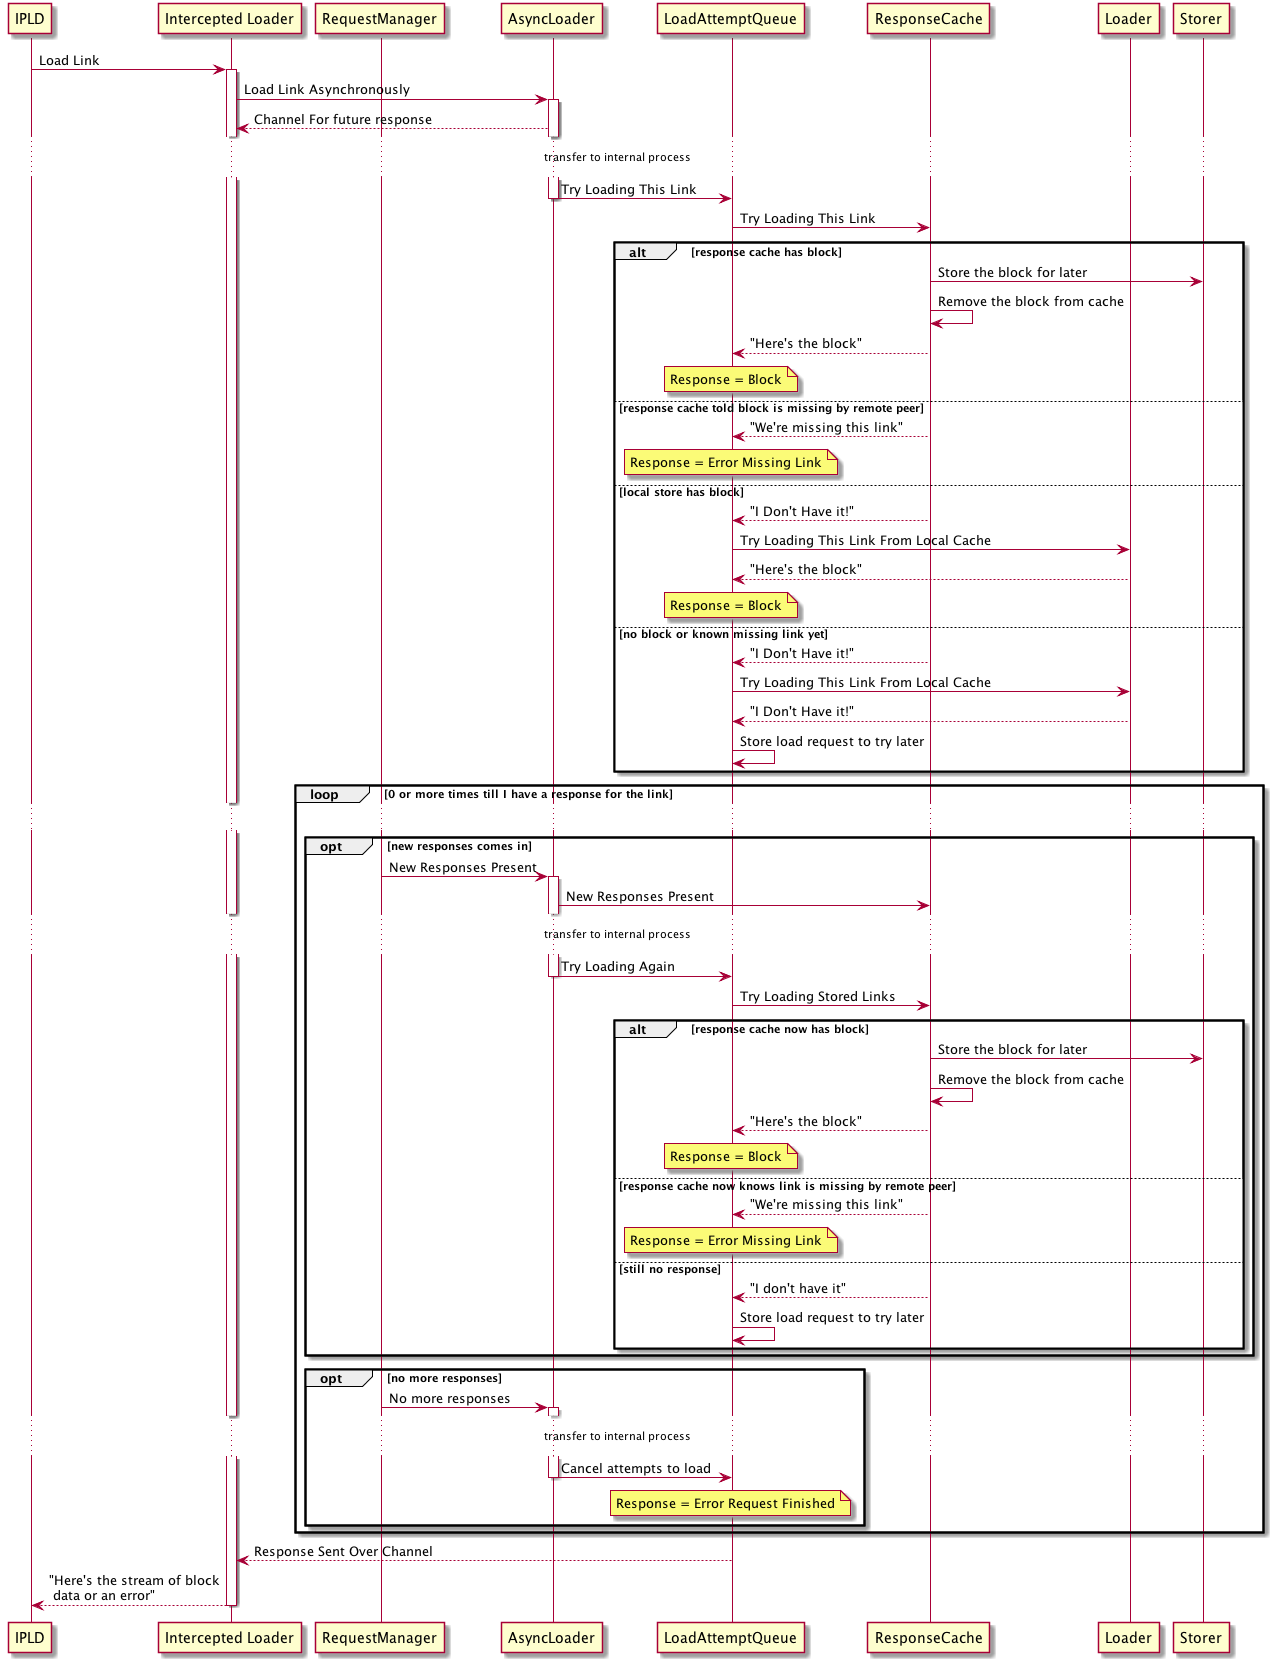 IPLD
Intercepted Loader
RequestManager
AsyncLoader
LoadAttemptQueue
ResponseCache
Loader
Storer
Load Link
Load Link Asynchronously
Channel For future response
transfer to internal process
Try Loading This Link
Try Loading This Link
alt
[response cache has block]
Store the block for later
Remove the block from cache
"Here's the block"
Response = Block
[response cache told block is missing by remote peer]
"We're missing this link"
Response = Error Missing Link
[local store has block]
"I Don't Have it!"
Try Loading This Link From Local Cache
"Here's the block"
Response = Block
[no block or known missing link yet]
"I Don't Have it!"
Try Loading This Link From Local Cache
"I Don't Have it!"
Store load request to try later
loop
[0 or more times till I have a response for the link]
opt
[new responses comes in]
New Responses Present
New Responses Present
transfer to internal process
Try Loading Again
Try Loading Stored Links
alt
[response cache now has block]
Store the block for later
Remove the block from cache
"Here's the block"
Response = Block
[response cache now knows link is missing by remote peer]
"We're missing this link"
Response = Error Missing Link
[still no response]
"I don't have it"
Store load request to try later
opt
[no more responses]
No more responses
transfer to internal process
Cancel attempts to load
Response = Error Request Finished
Response Sent Over Channel
"Here's the stream of block
data or an error"
IPLD
Intercepted Loader
RequestManager
AsyncLoader
LoadAttemptQueue
ResponseCache
Loader
Storer